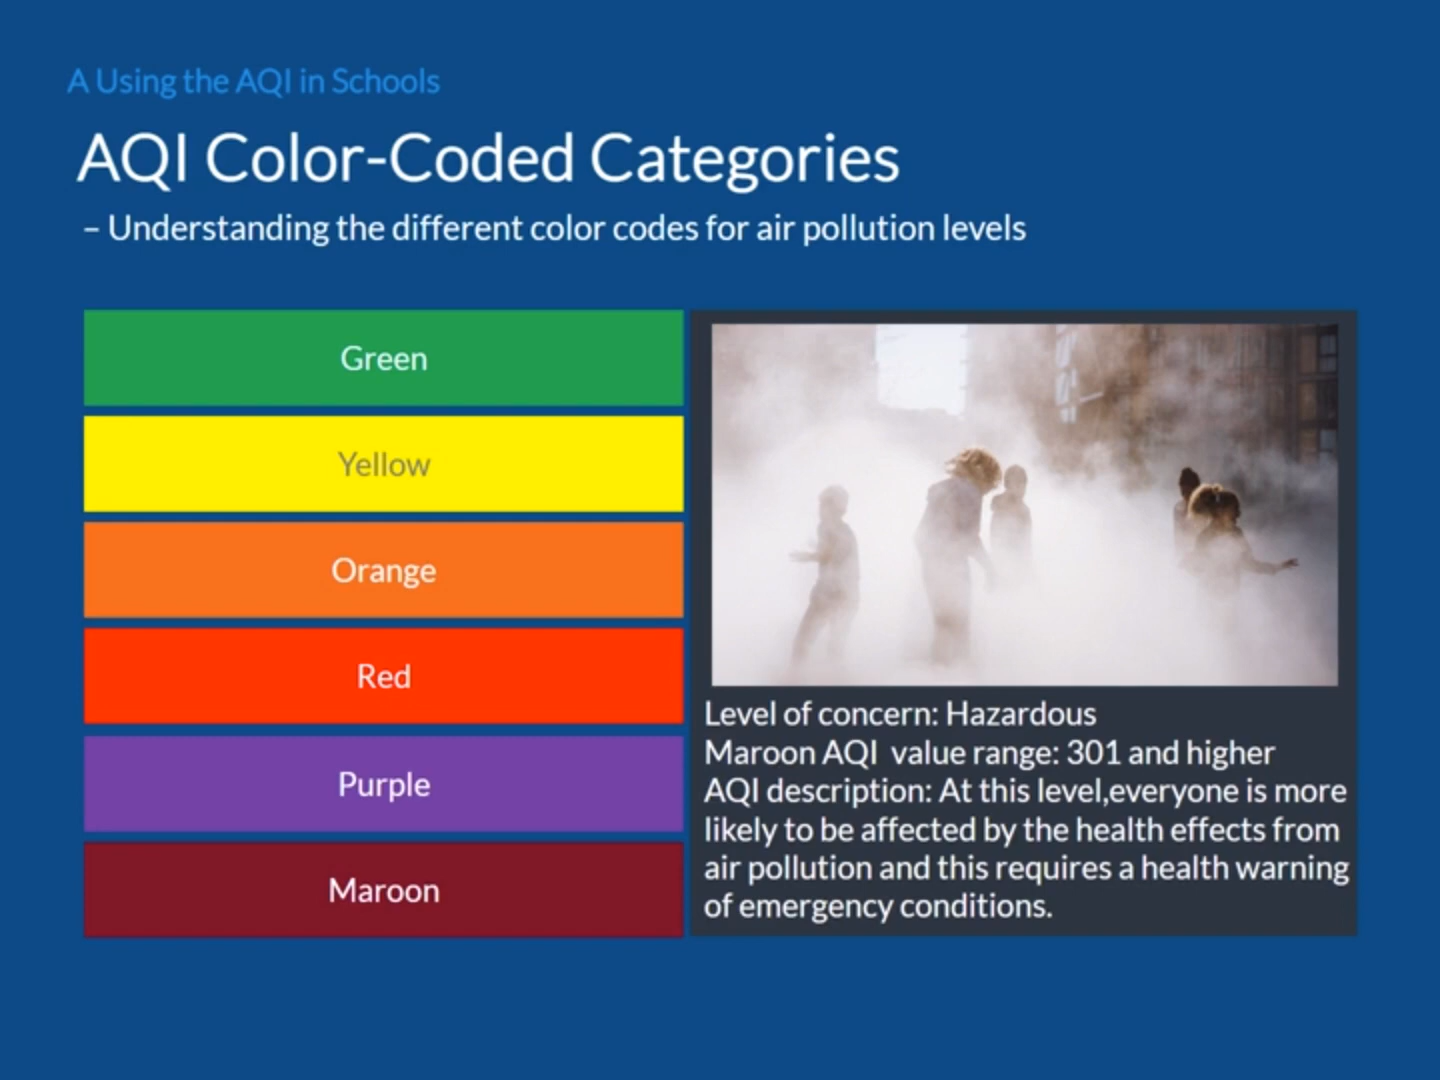 A Using the AQI in Schools
AQI Color-Coded Categories
– Understanding the different color codes for air pollution levels
Green
Yellow
Orange
Red
Purple
Maroon
Level of concern: Hazardous
Maroon AQI  value range: 301 and higher
AQI description: At this level,everyone is more
likely to be affected by the health effects from
air pollution and this requires a health warning
of emergency conditions.